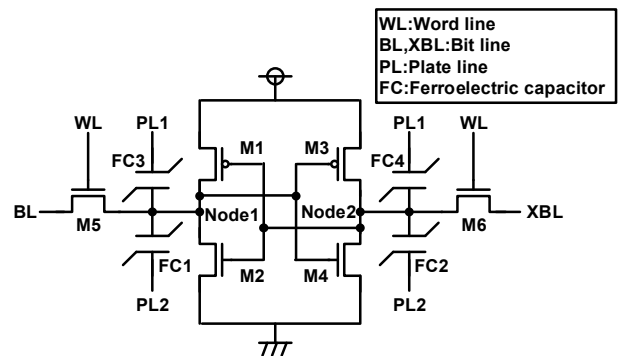 WL:Word line
BL,XBL:Bit line
PL:Plate line
FC:Ferroelectric capacitor
WL PL1 M1 M3 PL1 WL
FC3 FC4
BL M5 Node1 Node2 M6 XBL
FC1 M2 M4 FC2
PL2 PL2